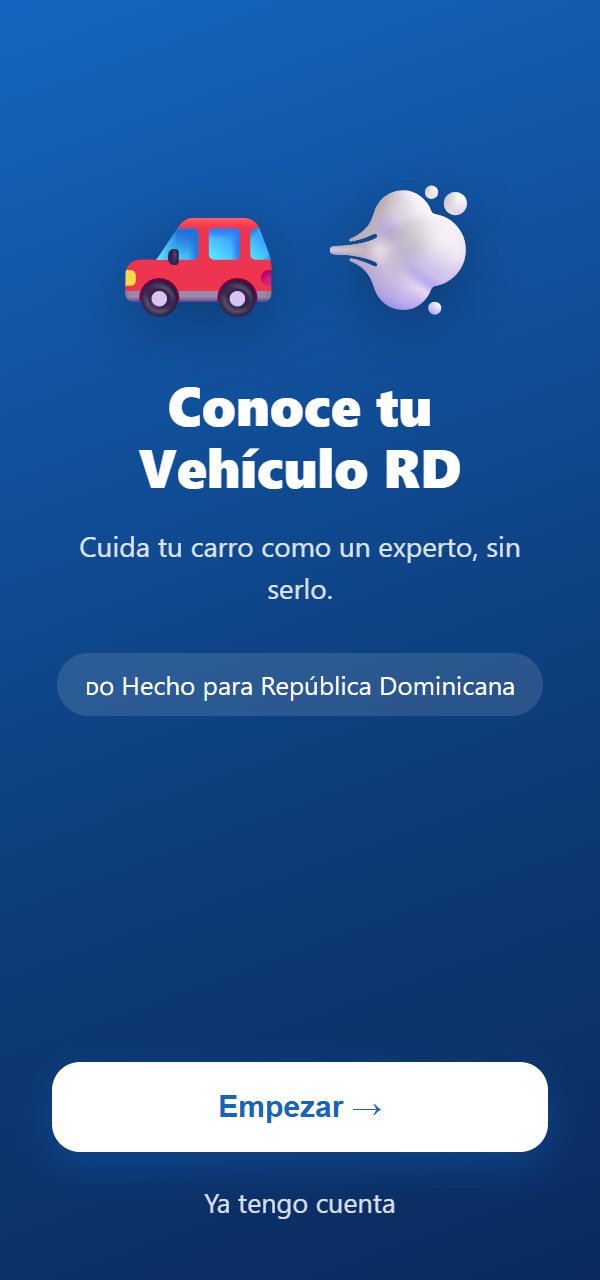 Conoce tu
Vehículo RD
Cuida tu carro como un experto, sin
serlo.
DO Hecho para República Dominicana
Empezar →
Ya tengo cuenta